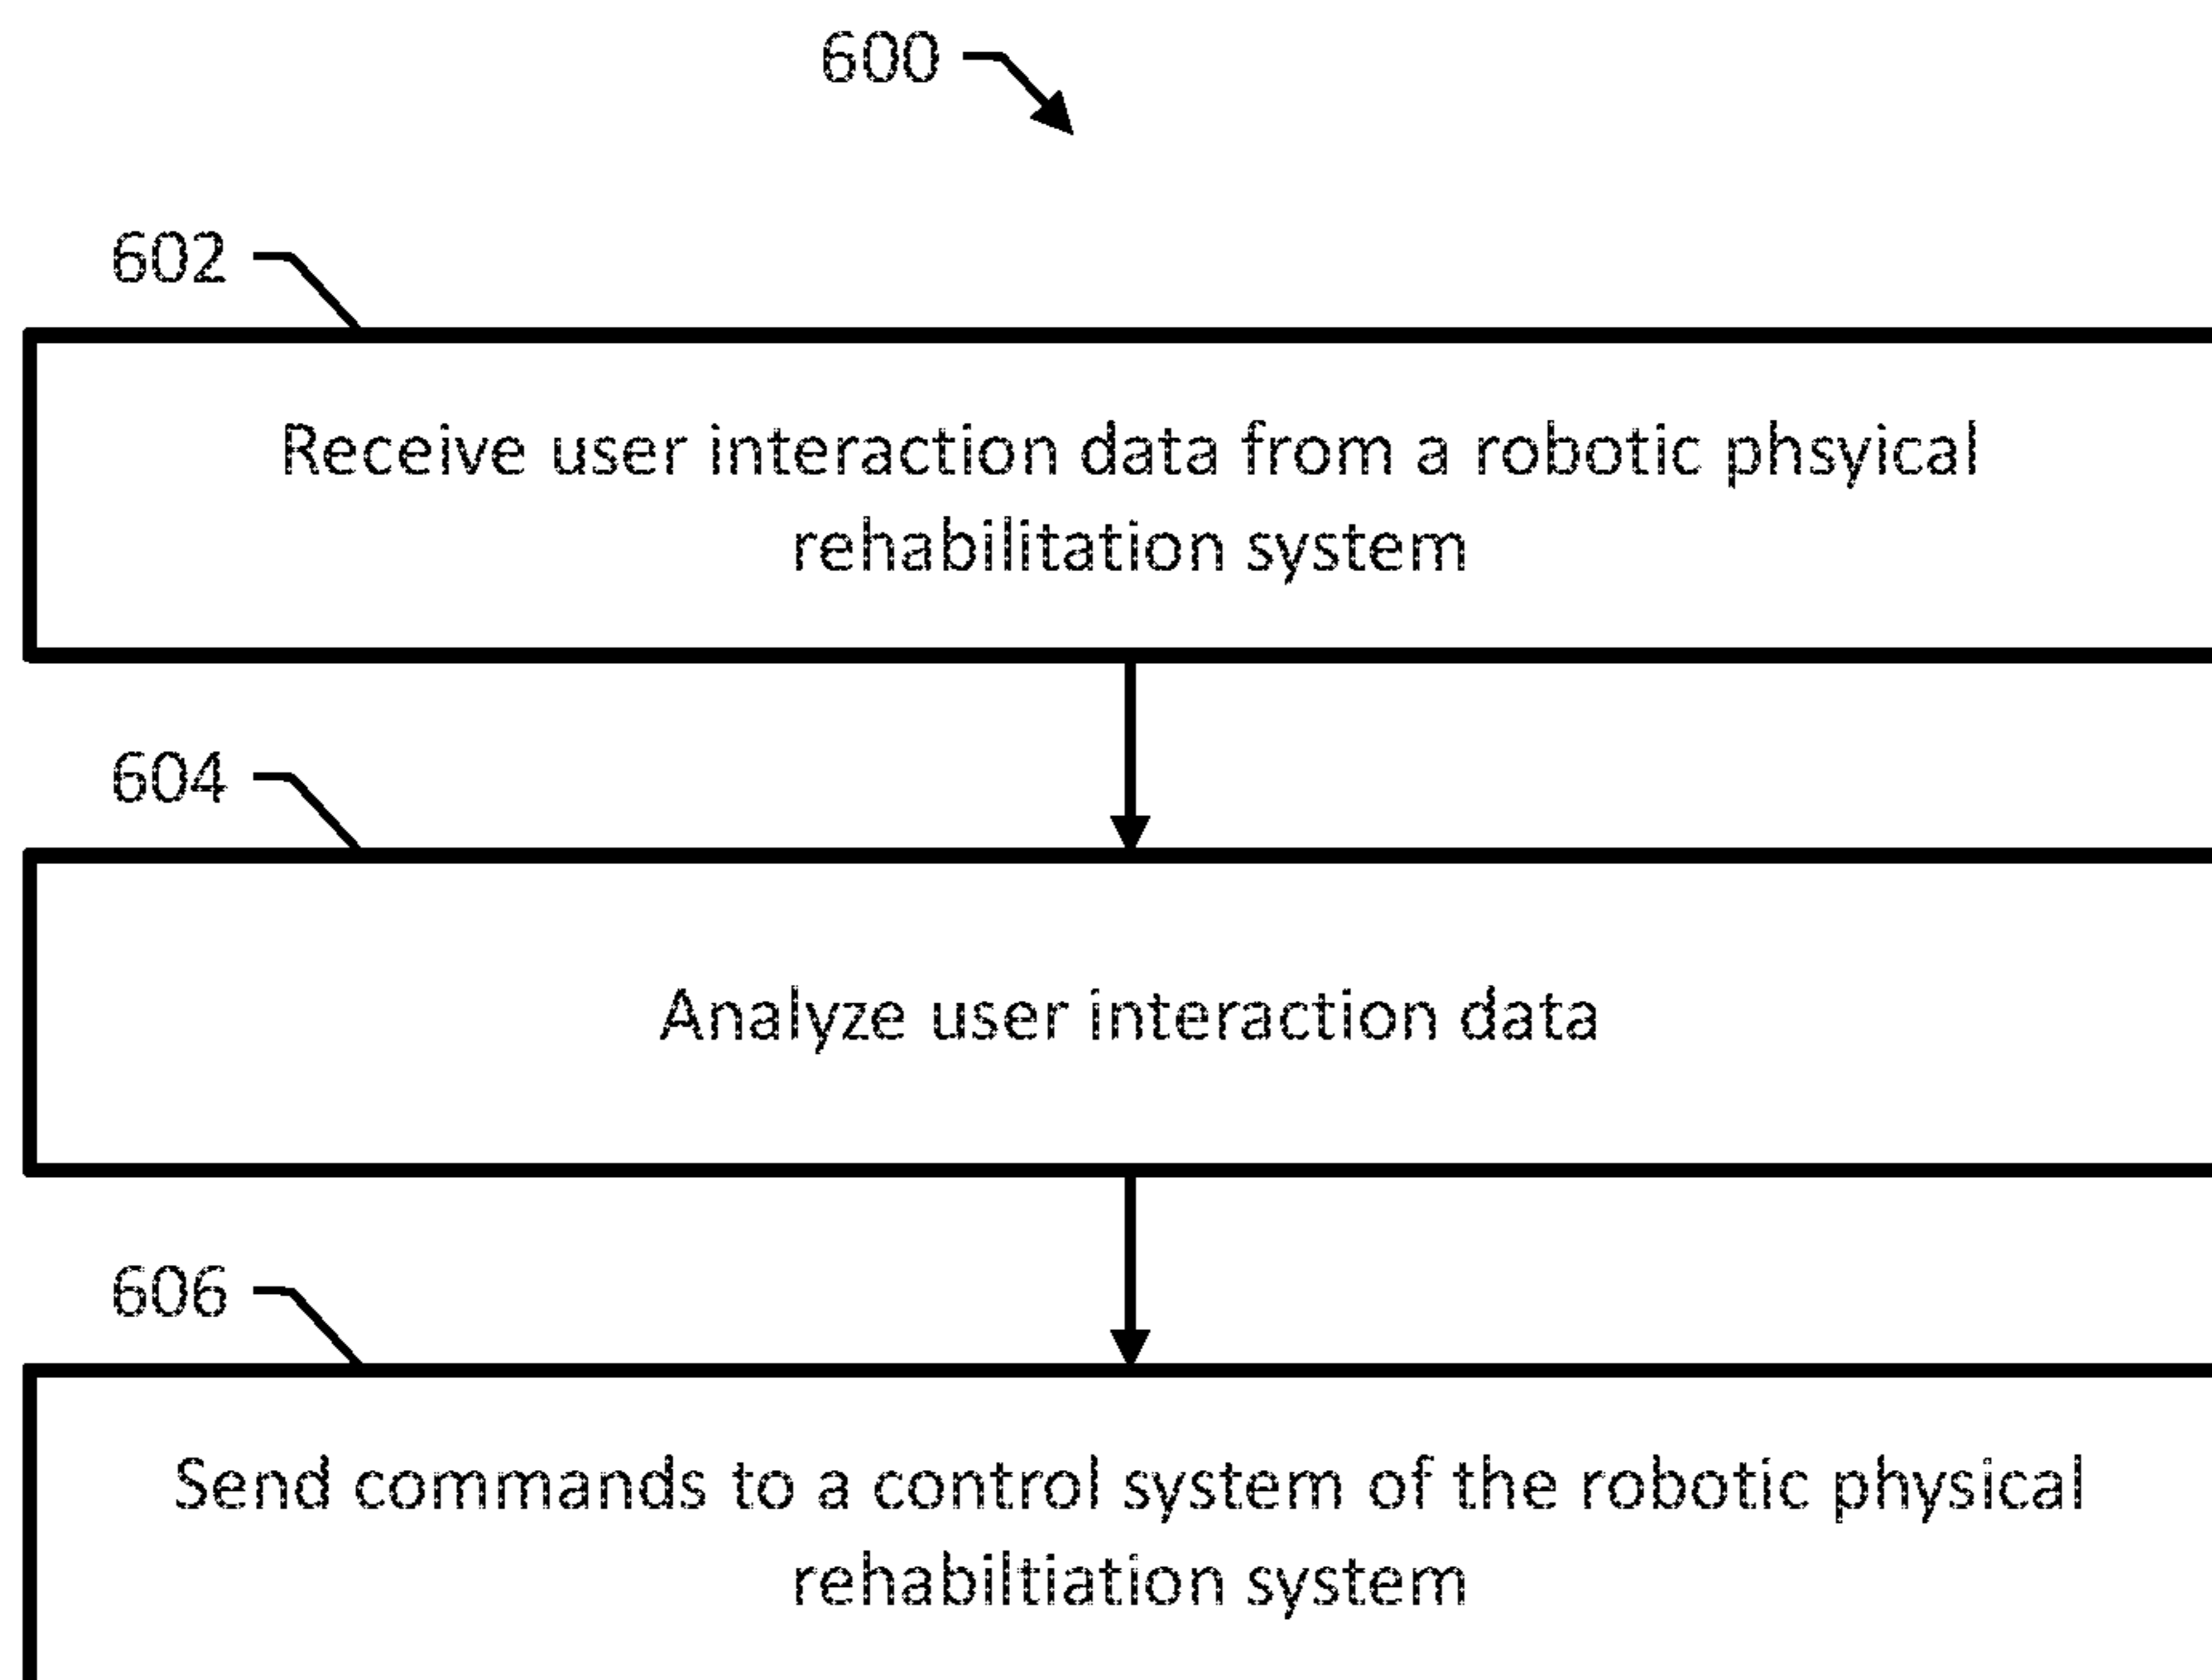 600
602
Receive user interaction data from a robotic phsyical
rehabilitation system
604
Analyze user interaction data
606
Send commands to a control system of the robotic physical
rehabiltiation system